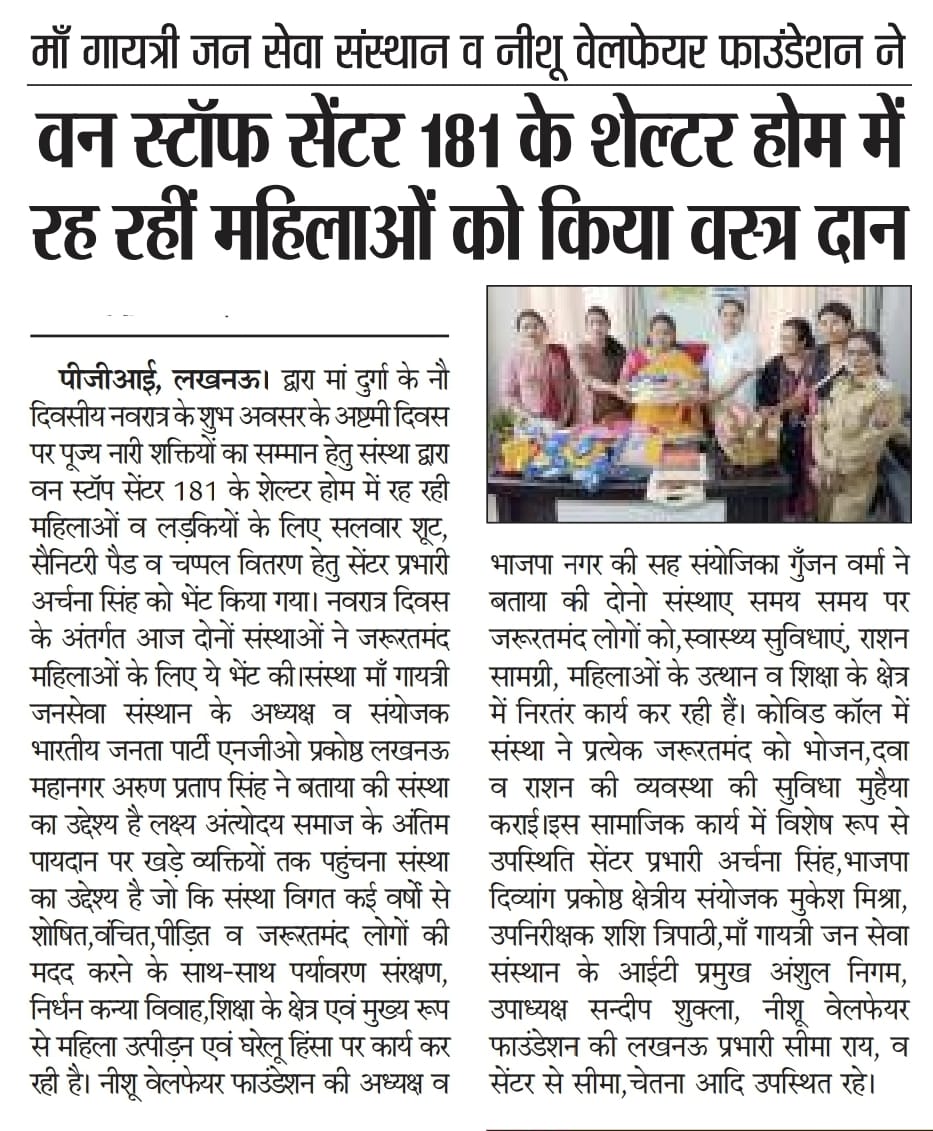 माँ गायत्री जन सेवा संस्थान व नीशू वेलफेयर फाउंडेशन ने
वन स्टॉफ सेंटर 181 के शेल्टर होम में
रह रहीं महिलाओं को किया वस्त्र दान
पीजीआई, लखनऊ। द्वारा मां दुर्गा के नौ
दिवसीय नवरात्र के शुभ अवसर के अष्टमी दिवस
पर पूज्य नारी शक्तियों का सम्मान हेतु संस्था द्वारा
वन स्टॉप सेंटर 181 के शेल्टर होम में रह रही
महिलाओं व लड़कियों के लिए सलवार शूट,
सैनिटरी पैड व चप्पल वितरण हेतु सेंटर प्रभारी
अर्चना सिंह को भेंट किया गया। नवरात्र दिवस
के अंतर्गत आज दोनों संस्थाओं ने जरूरतमंद
महिलाओं के लिए ये भेंट की।संस्था माँ गायत्री
जनसेवा संस्थान के अध्यक्ष व संयोजक
भारतीय जनता पार्टी एनजीओ प्रकोष्ठ लखनऊ
महानगर अरुण प्रताप सिंह ने बताया की संस्था
का उद्देश्य है लक्ष्य अंत्योदय समाज के अंतिम
पायदान पर खड़े व्यक्तियों तक पहुंचना संस्था
का उद्देश्य है जो कि संस्था विगत कई वर्षों से
शोषित,वंचित,पीड़ित व जरूरतमंद लोगों की
मदद करने के साथ-साथ पर्यावरण संरक्षण,
निर्धन कन्या विवाह,शिक्षा के क्षेत्र एवं मुख्य रूप
से महिला उत्पीड़न एवं घरेलू हिंसा पर कार्य कर
रही है। नीशू वेलफेयर फाउंडेशन की अध्यक्ष व
भाजपा नगर की सह संयोजिका गुँजन वर्मा ने
बताया की दोनो संस्थाए समय समय पर
जरूरतमंद लोगों को,स्वास्थ्य सुविधाएं, राशन
सामग्री, महिलाओं के उत्थान व शिक्षा के क्षेत्र
में निरतंर कार्य कर रही हैं। कोविड कॉल में
संस्था ने प्रत्येक जरूरतमंद को भोजन,दवा
व राशन की व्यवस्था की सुविधा मुहैया
कराई।इस सामाजिक कार्य में विशेष रूप से
उपस्थिति सेंटर प्रभारी अर्चना सिंह,भाजपा
दिव्यांग प्रकोष्ठ क्षेत्रीय संयोजक मुकेश मिश्रा,
उपनिरीक्षक शशि त्रिपाठी,माँ गायत्री जन सेवा
संस्थान के आईटी प्रमुख अंशुल निगम,
उपाध्यक्ष सन्दीप शुक्ला, नीशू वेलफेयर
फाउंडेशन की लखनऊ प्रभारी सीमा राय, व
सेंटर से सीमा,चेतना आदि उपस्थित रहे।